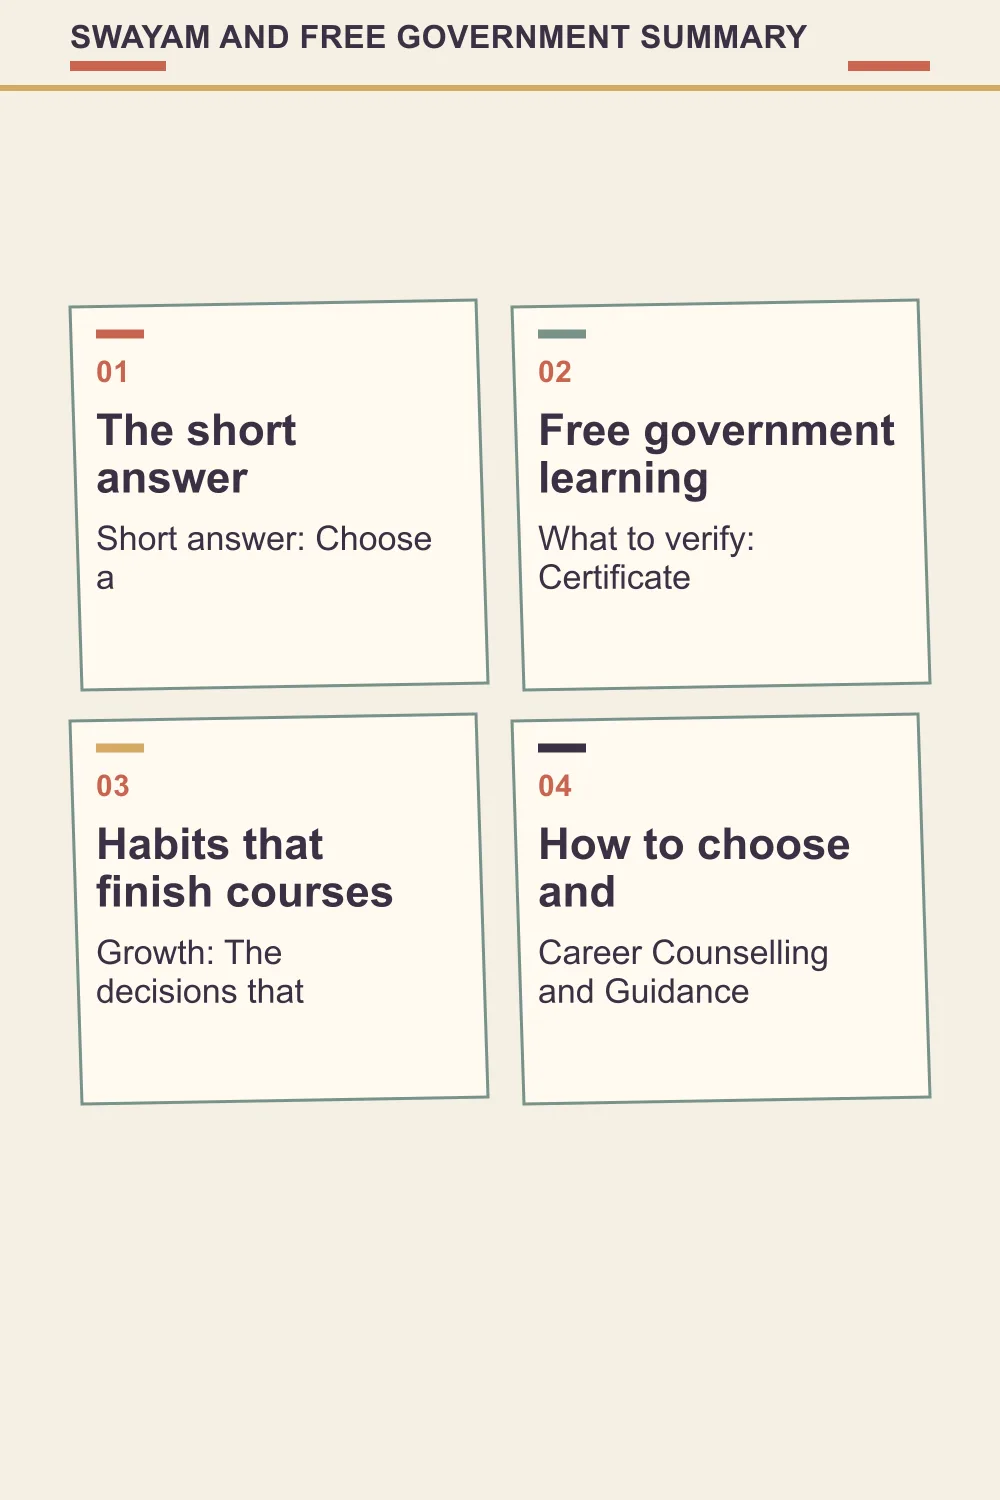 SWAYAM AND FREE GOVERNMENT SUMMARY
01
The short
answer
Short answer: Choose
a
02
Free government
learning
What to verify:
Certificate
03
Habits that
finish courses
Growth: The
decisions that
04
How to choose
and
Career Counselling
and Guidance